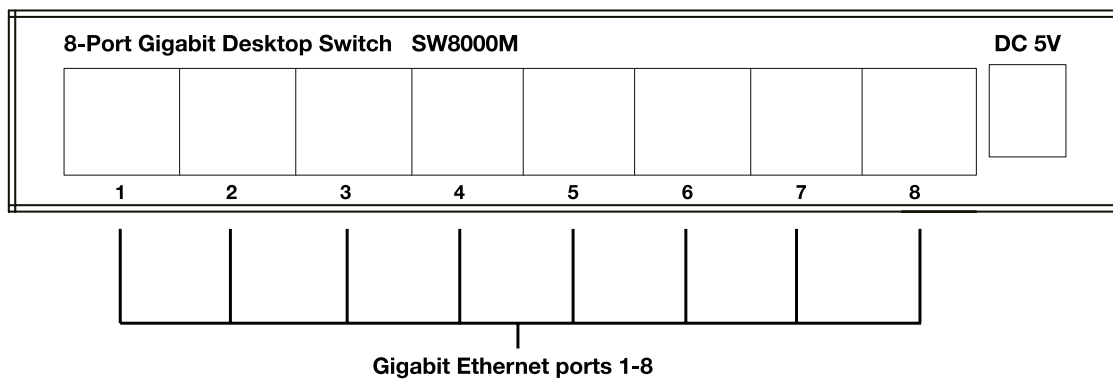 8-Port Gigabit Desktop Switch SW8000M DC 5V
1 2 3 4 5 6 7 8
Gigabit Ethernet ports 1-8